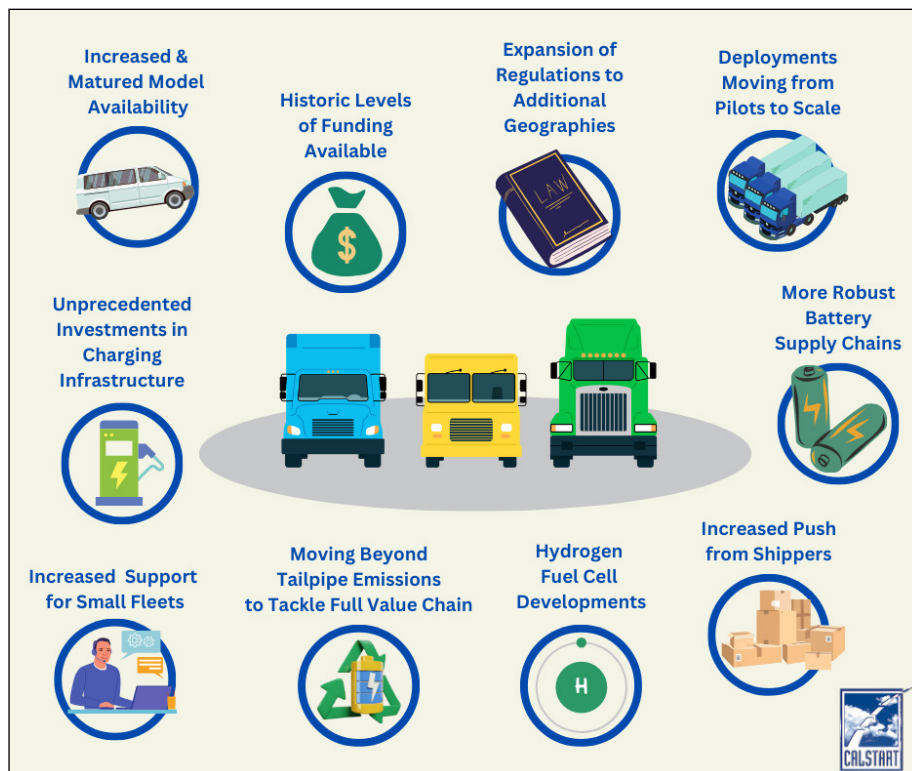 Increased &
Matured Model
Availability
Historic Levels
of Funding
Available
$
Expansion of
Regulations to
Additional
Geographies
LAW
Deployments
Moving from
Pilots to Scale
Unprecedented
Investments in
Charging
Infrastructure
More Robust
Battery
Supply Chains
Increased Support
for Small Fleets
Moving Beyond
Tailpipe Emissions
to Tackle Full Value Chain
Hydrogen
Fuel Cell
Developments
H
Increased Push
from Shippers
CALSTART